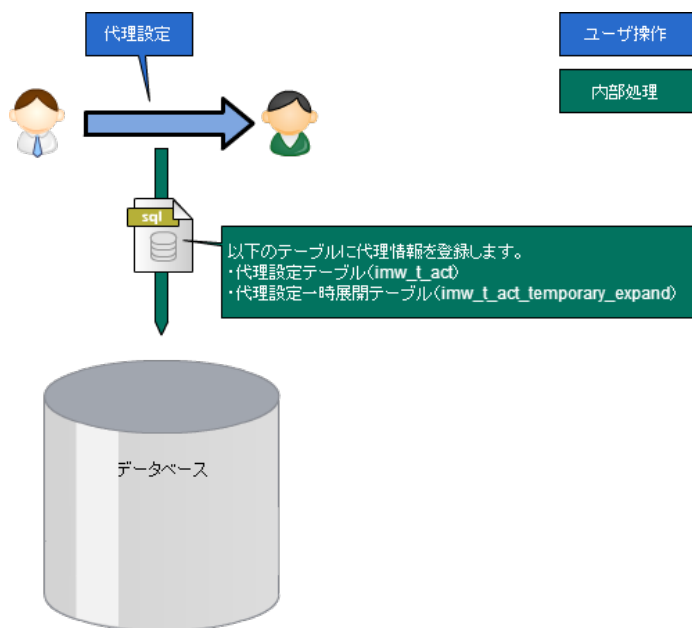 代理設定
ユーザ操作
内部処理
sql
以下のテーブルに代理情報を登録します。
・代理設定テーブル(imw_t_act)
・代理設定一時展開テーブル(imw_t_act_temporary_expand)
データベース